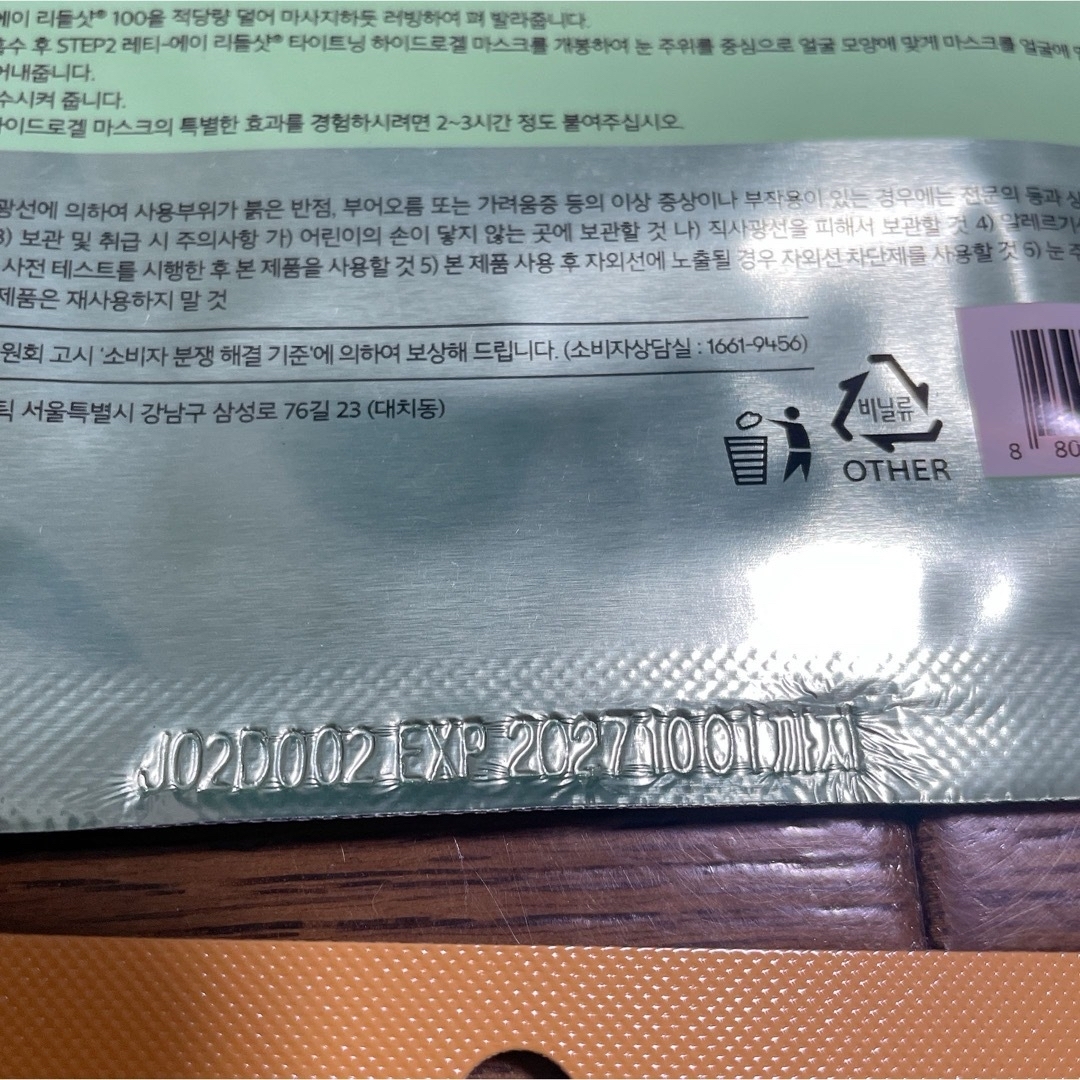 에이 리들샷® 100을 적당량 덜어 마사지하듯 러빙하여 펴 발라줍니다.
흡수 후 STEP2 레티-에이 리들샷® 타이트닝 하이드로겔 마스크를 개봉하여 눈 주위를 중심으로 얼굴 모양에 맞게 마스크를 얼굴에
어내줍니다.
수시켜 줍니다.
하이드로겔 마스크의 특별한 효과를 경험하시려면 2~3시간 정도 붙여주십시오.
광선에 의하여 사용부위가 붉은 반점, 부어오름 또는 가려움증 등의 이상 증상이나 부작용이 있는 경우에는 전문의 등과 상
3) 보관 및 취급 시 주의사항 가) 어린이의 손이 닿지 않는 곳에 보관할 것 나) 직사광선을 피해서 보관할 것 4) 알레르기
사전 테스트를 시행한 후 본 제품을 사용할 것 5) 본 제품 사용 후 자외선에 노출될 경우 자외선 차단제를 사용할 것 6) 눈 주
제품은 재사용하지 말 것
원회 고시 '소비자 분쟁 해결 기준'에 의하여 보상해 드립니다. (소비자상담실 : 1661-9456)
틱 서울특별시 강남구 삼성로 76길 23 (대치동)
비닐류
OTHER
8 80
J02D002 EXP 20271001까지